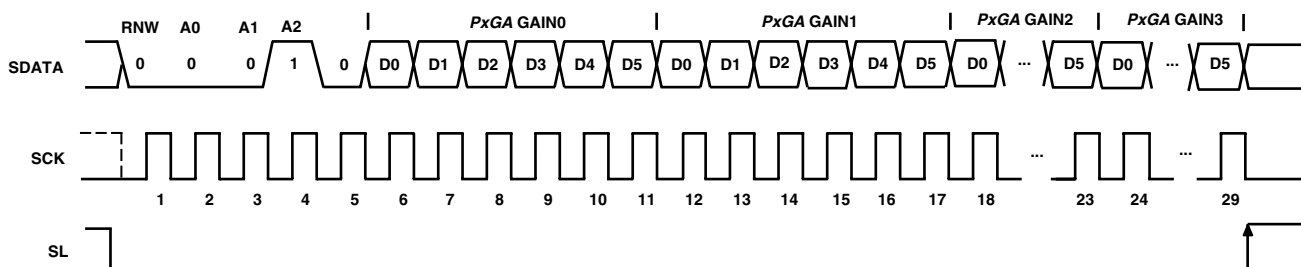 PxGA GAIN0 PxGA GAIN1 PxGA GAIN2 PxGA GAIN3
RNW A0 A1 A2
SDATA 0 0 0 1 0 D0 D1 D2 D3 D4 D5 D0 D1 D2 D3 D4 D5 D0 ... D5 D0 ... D5
SCK ... ...
1 2 3 4 5 6 7 8 9 10 11 12 13 14 15 16 17 18 23 24 29
SL